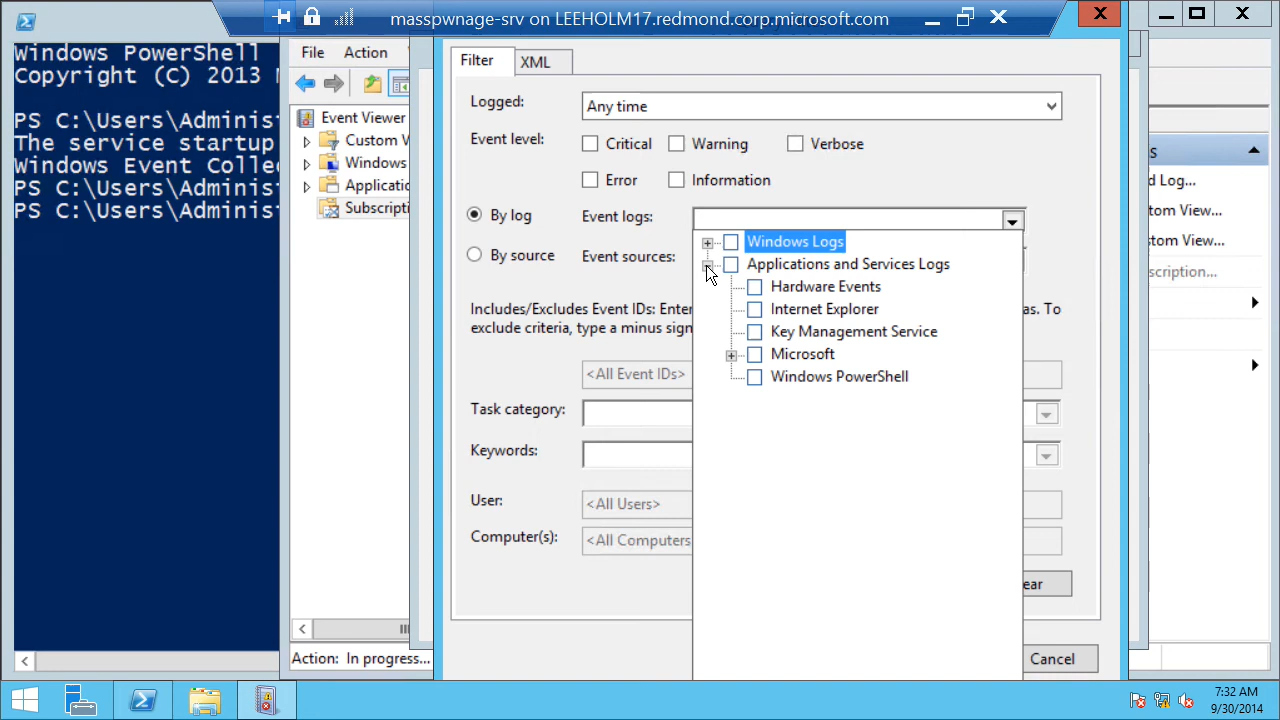 masspwnage-srv on LEEHOLM17.redmond.corp.microsoft.com
Windows PowerShell
Copyright (C) 2013
PS C:\Users\Adminis
The service startup
Windows Event Colle
PS C:\Users\Adminis
PS C:\Users\Adminis
File Action
Event Viewer
Custom V
Windows
Applicatio
Subscripti
Action: In progress...
Filter
XML
Logged:
Any time
Event level:
Critical
Warning
Verbose
Error
Information
By log
Event logs:
By source
Event sources:
Windows Logs
Applications and Services Logs
Hardware Events
Internet Explorer
Key Management Service
Microsoft
Windows PowerShell
Includes/Excludes Event IDs: Enter
as. To
exclude criteria, type a minus sign
<All Event IDs>
Task category:
Keywords:
User:
<All Users>
Computer(s):
<All Computers
ear
Cancel
s
d Log...
tom View...
stom View...
scription...
7:32 AM
9/30/2014